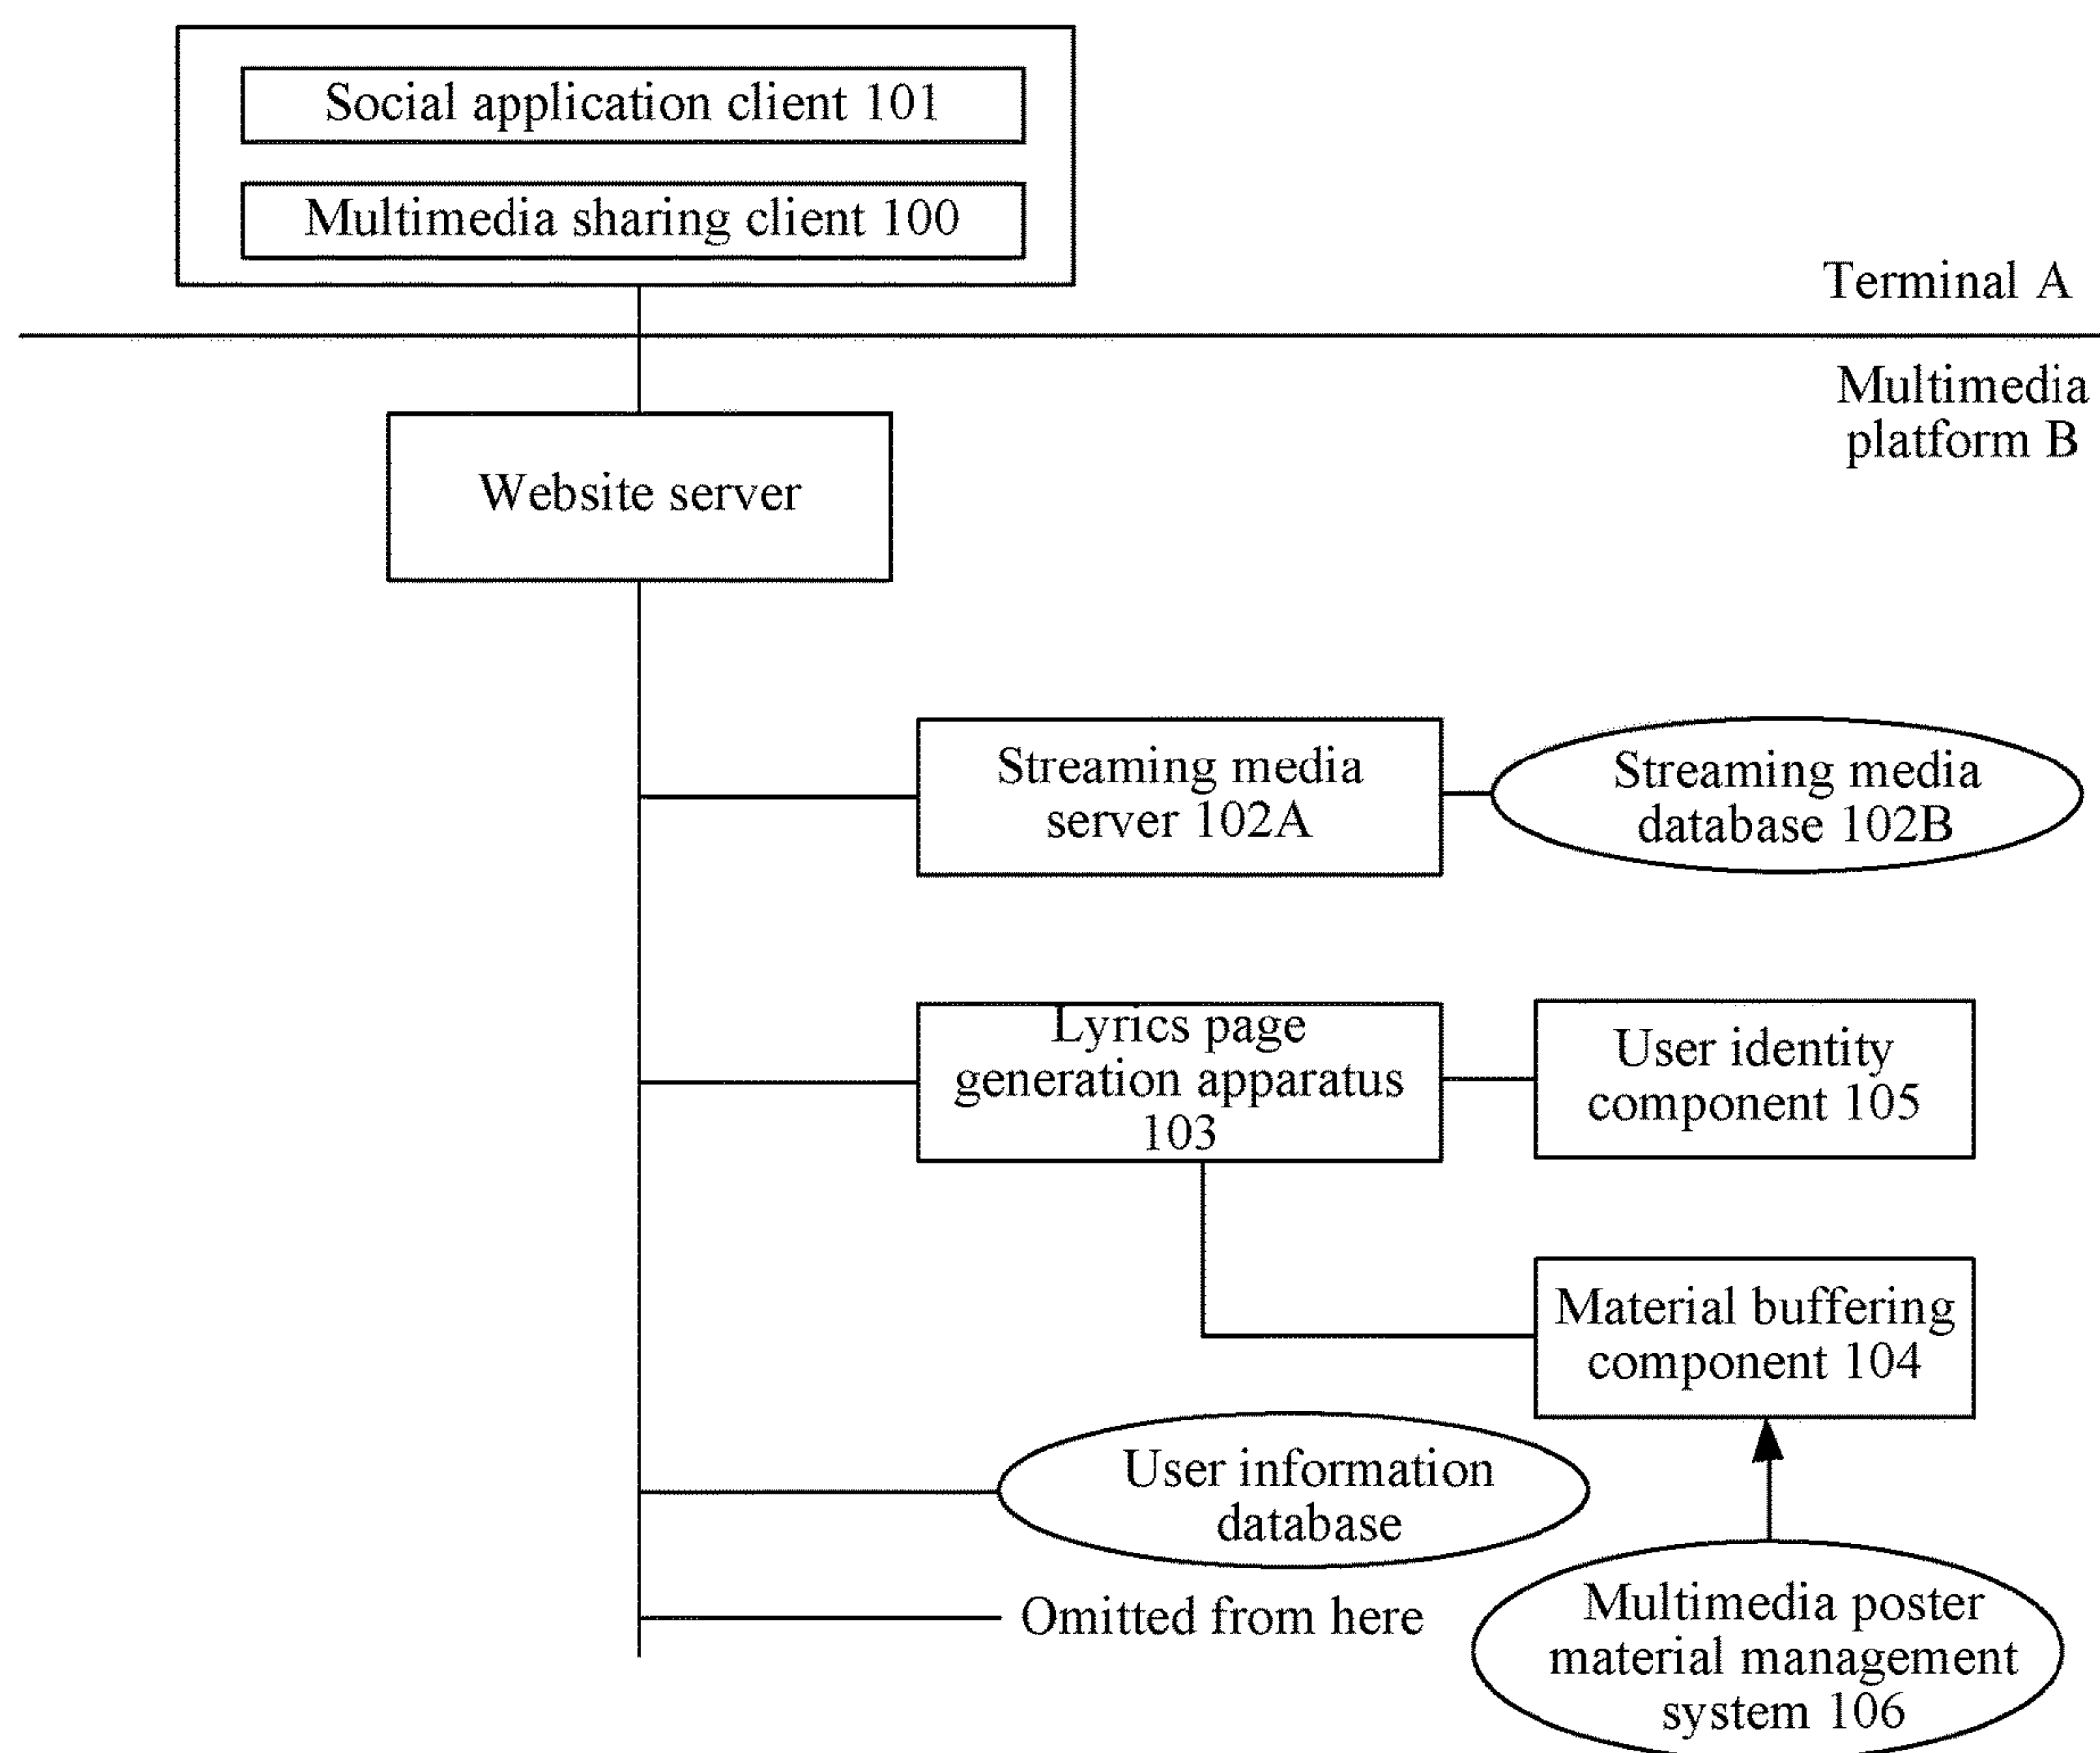 Social application client 101
Multimedia sharing client 100
Terminal A
Multimedia
platform B
Website server
Streaming media
server 102A
Streaming media
database 102B
Lyrics page
generation apparatus
103
User identity
component 105
Material buffering
component 104
User information
database
Omitted from here
Multimedia poster
material management
system 106